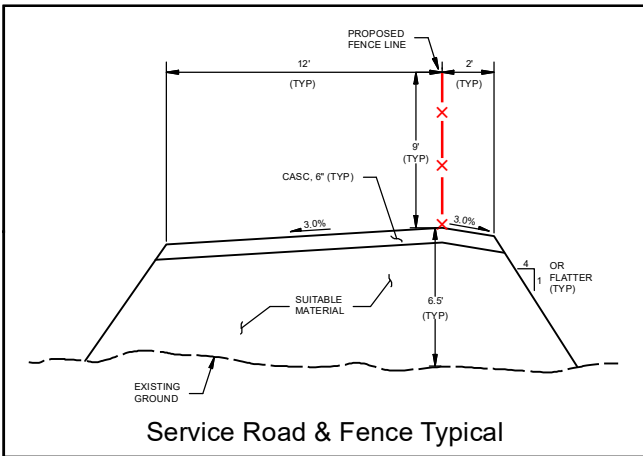 PROPOSED
FENCE LINE
12'
(TYP)
2'
(TYP)
9'
(TYP)
CASC, 6" (TYP)
3.0%
3.0%
4
1
OR
FLATTER
(TYP)
SUITABLE
MATERIAL
6.5'
(TYP)
EXISTING
GROUND
Service Road & Fence Typical